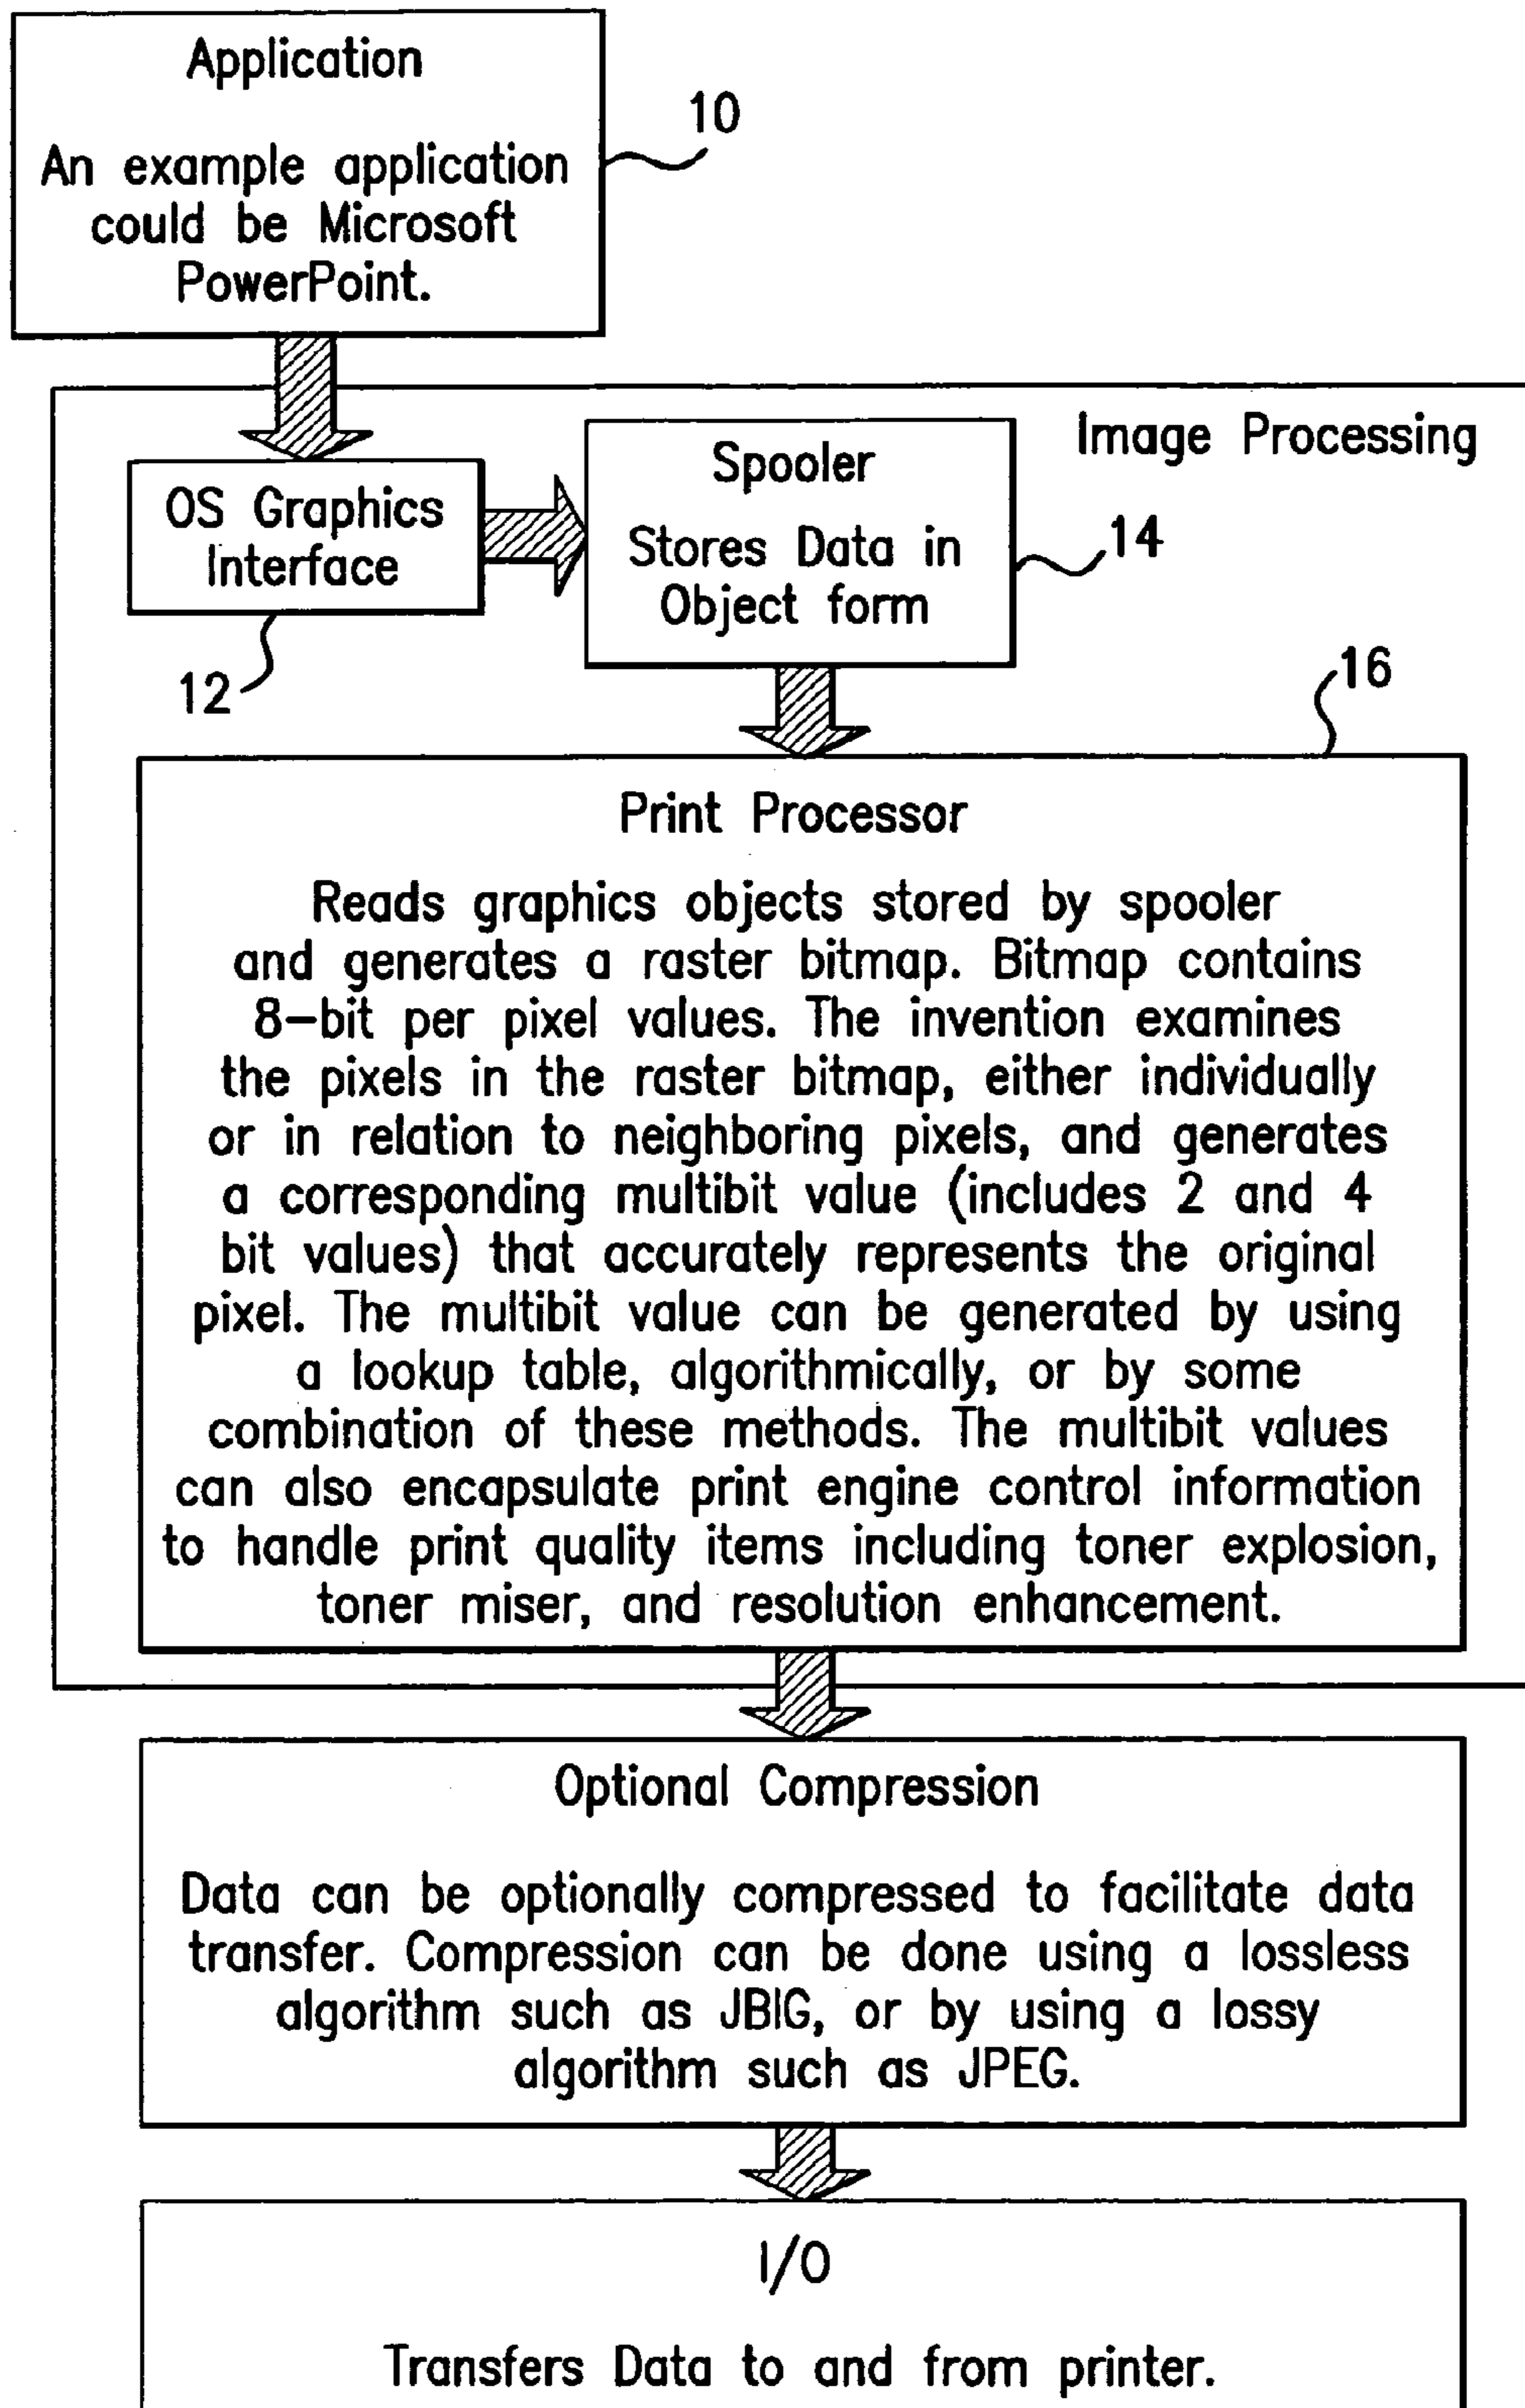 Application
An example application
could be Microsoft
PowerPoint.
10
Image Processing
OS Graphics
Interface
12
Spooler
Stores Data in
Object form
14
16
Print Processor
Reads graphics objects stored by spooler
and generates a raster bitmap. Bitmap contains
8-bit per pixel values. The invention examines
the pixels in the raster bitmap, either individually
or in relation to neighboring pixels, and generates
a corresponding multibit value (includes 2 and 4
bit values) that accurately represents the original
pixel. The multibit value can be generated by using
a lookup table, algorithmically, or by some
combination of these methods. The multibit values
can also encapsulate print engine control information
to handle print quality items including toner explosion,
toner miser, and resolution enhancement.
Optional Compression
Data can be optionally compressed to facilitate data
transfer. Compression can be done using a lossless
algorithm such as JBIG, or by using a lossy
algorithm such as JPEG.
I/O
Transfers Data to and from printer.